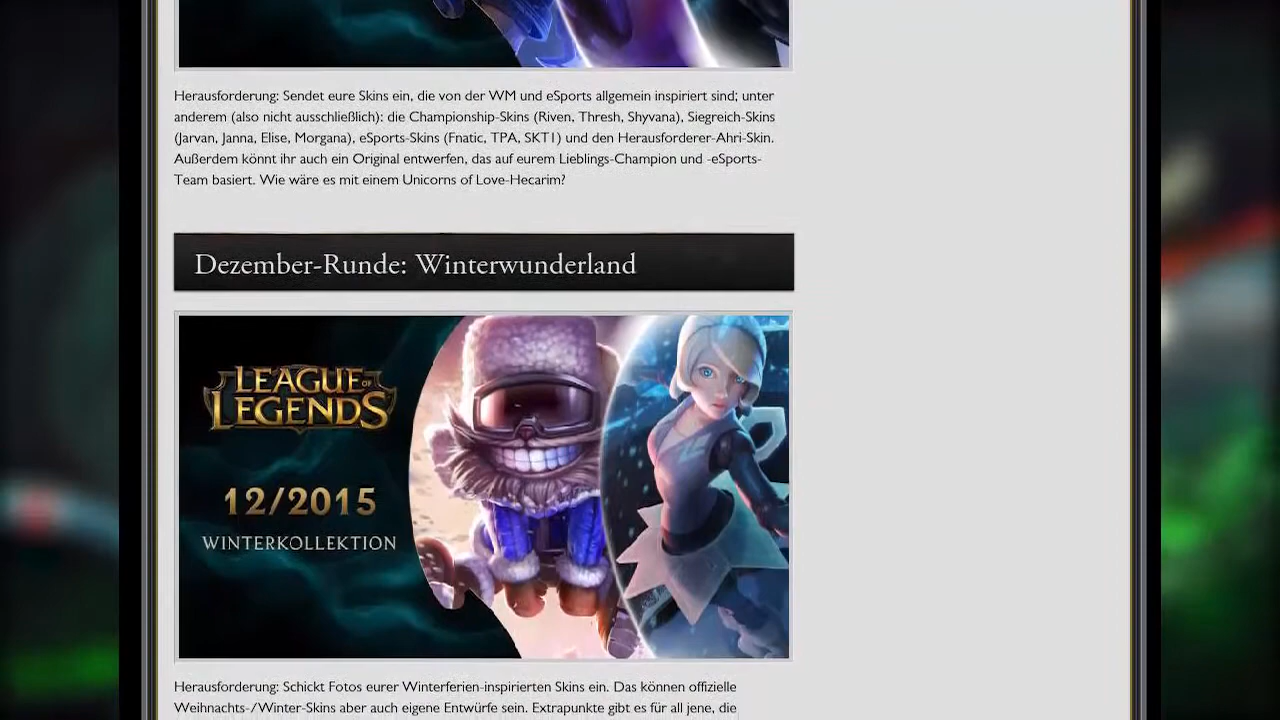 Herausforderung: Sendet eure Skins ein, die von der WM und eSports allgemein inspiriert sind; unter
anderem (also nicht ausschließlich): die Championship-Skins (Riven, Thresh, Shyvana), Siegreich-Skins
(Jarvan, Janna, Elise, Morgana), eSports-Skins (Fnatic, TPA, SKT1) und den Herausforderer-Ahri-Skin.
Außerdem könnt ihr auch ein Original entwerfen, das auf eurem Lieblings-Champion und -eSports-
Team basiert. Wie wäre es mit einem Unicorns of Love-Hecarim?
Dezember-Runde: Winterwunderland
LEAGUE OF
LEGENDS
12/2015
WINTERKOLLEKTION
Herausforderung: Schickt Fotos eurer Winterferien-inspirierten Skins ein. Das können offizielle
Weihnachts-/Winter-Skins aber auch eigene Entwürfe sein. Extrapunkte gibt es für all jene, die